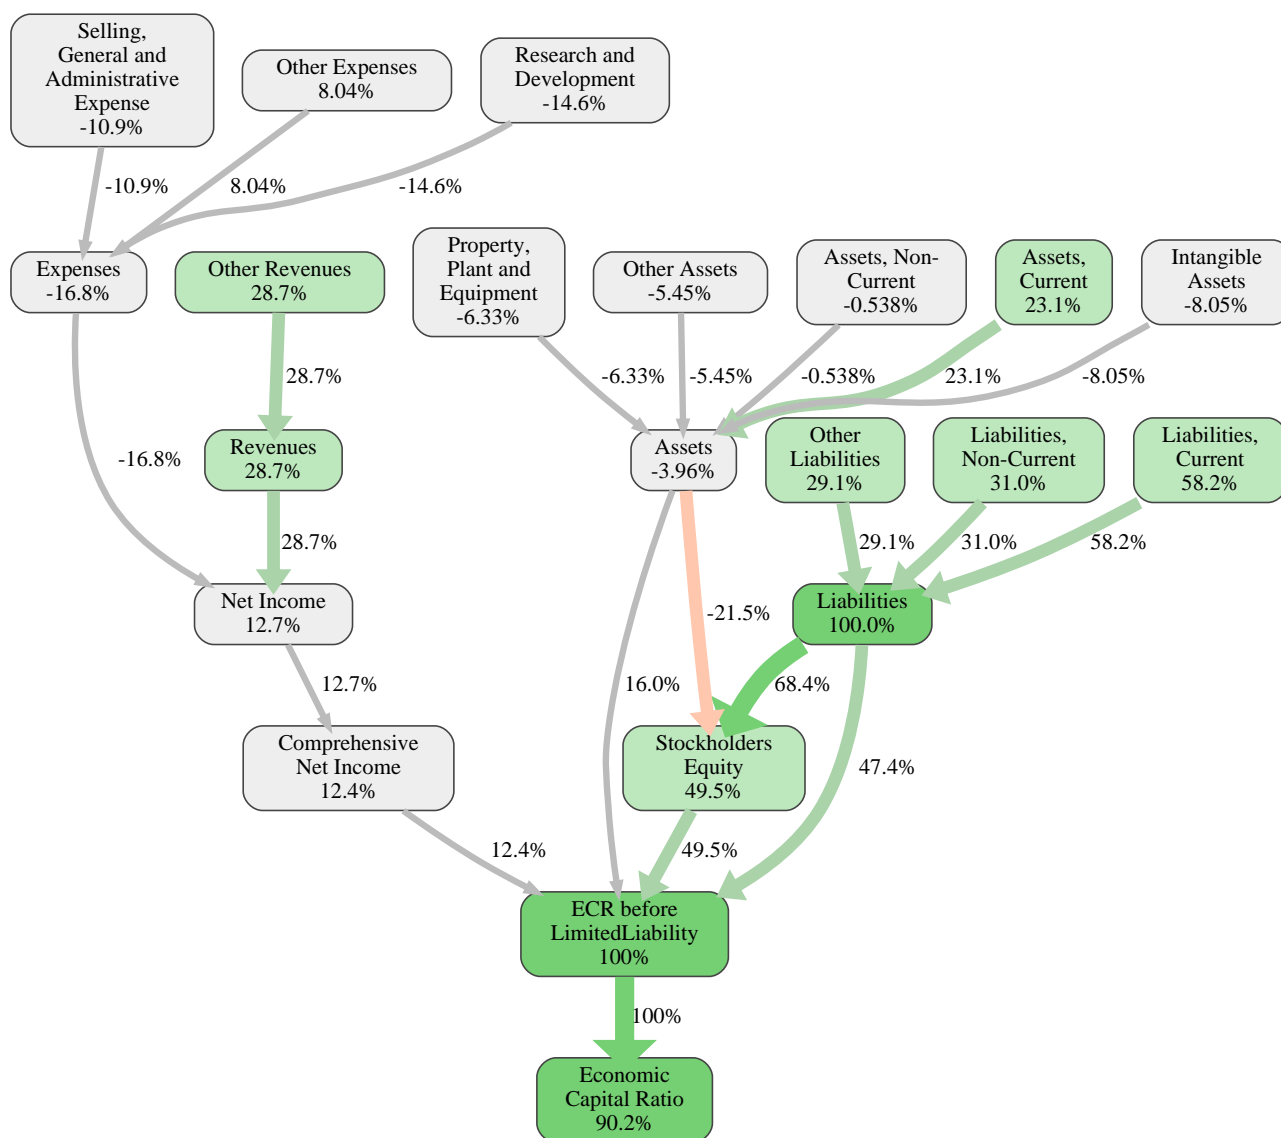 Selling,
General and
Administrative
Expense
-10.9%
Other Expenses
8.04%
Research and
Development
-14.6%
-10.9%
8.04%
-14.6%
Expenses
-16.8%
Other Revenues
28.7%
Property,
Plant and
Equipment
-6.33%
Other Assets
-5.45%
Assets, Non-
Current
-0.538%
Assets,
Current
23.1%
Intangible
Assets
-8.05%
28.7%
-6.33%
-5.45%
-0.538%
23.1%
-8.05%
-16.8%
Revenues
28.7%
Assets
-3.96%
Other
Liabilities
29.1%
Liabilities,
Non-Current
31.0%
Liabilities,
Current
58.2%
28.7%
29.1%
31.0%
58.2%
Net Income
12.7%
-21.5%
Liabilities
100.0%
12.7%
16.0%
68.4%
Comprehensive
Net Income
12.4%
Stockholders
Equity
49.5%
47.4%
12.4%
49.5%
ECR before
LimitedLiability
100%
100%
Economic
Capital Ratio
90.2%